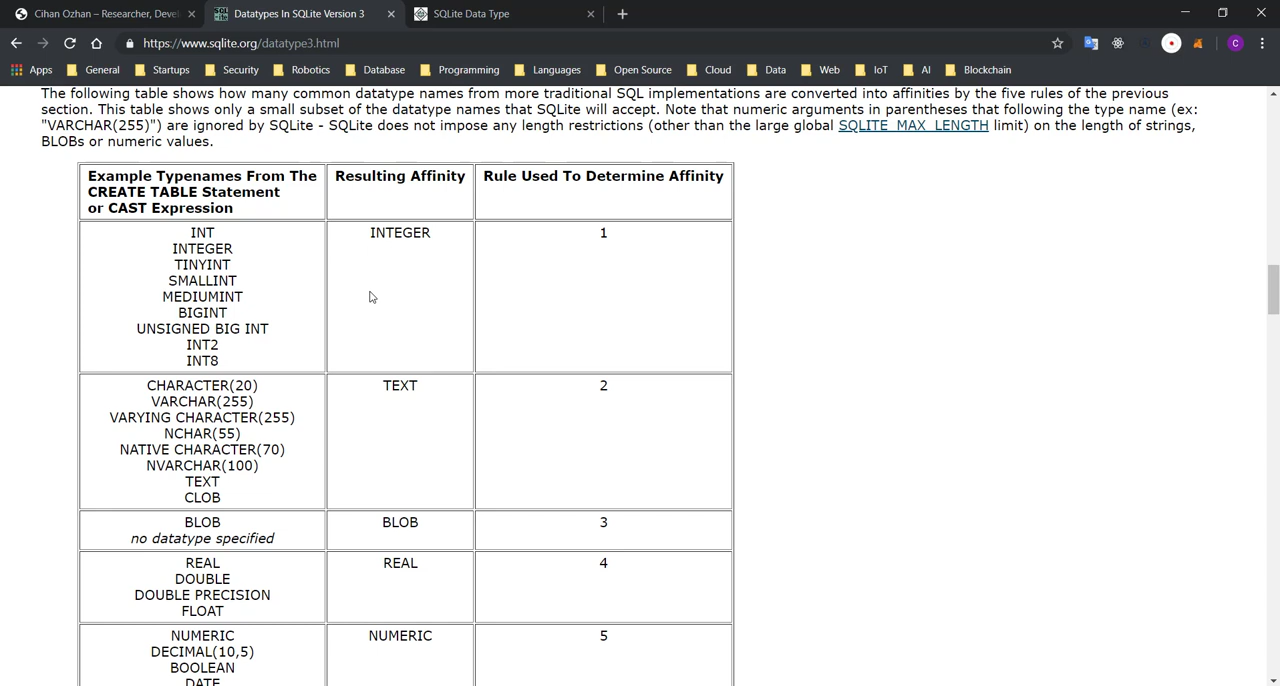 Cihan Ozhan – Researcher, Devel
Datatypes In SQLite Version 3
SQLite Data Type
https://www.sqlite.org/datatype3.html
C
Apps General Startups Security Robotics Database Programming Languages Open Source Cloud Data Web IoT AI Blockchain
The following table shows how many common datatype names from more traditional SQL implementations are converted into affinities by the five rules of the previous
section. This table shows only a small subset of the datatype names that SQLite will accept. Note that numeric arguments in parentheses that following the type name (ex:
"VARCHAR(255)") are ignored by SQLite - SQLite does not impose any length restrictions (other than the large global SQLITE_MAX_LENGTH limit) on the length of strings,
BLOBs or numeric values.
Example Typenames From The
CREATE TABLE Statement
or CAST Expression
Resulting Affinity
Rule Used To Determine Affinity
INT
INTEGER
TINYINT
SMALLINT
MEDIUMINT
BIGINT
UNSIGNED BIG INT
INT2
INT8
INTEGER
1
CHARACTER(20)
VARCHAR(255)
VARYING CHARACTER(255)
NCHAR(55)
NATIVE CHARACTER(70)
NVARCHAR(100)
TEXT
CLOB
TEXT
2
BLOB
no datatype specified
BLOB
3
REAL
DOUBLE
DOUBLE PRECISION
FLOAT
REAL
4
NUMERIC
DECIMAL(10,5)
BOOLEAN
DATE
NUMERIC
5